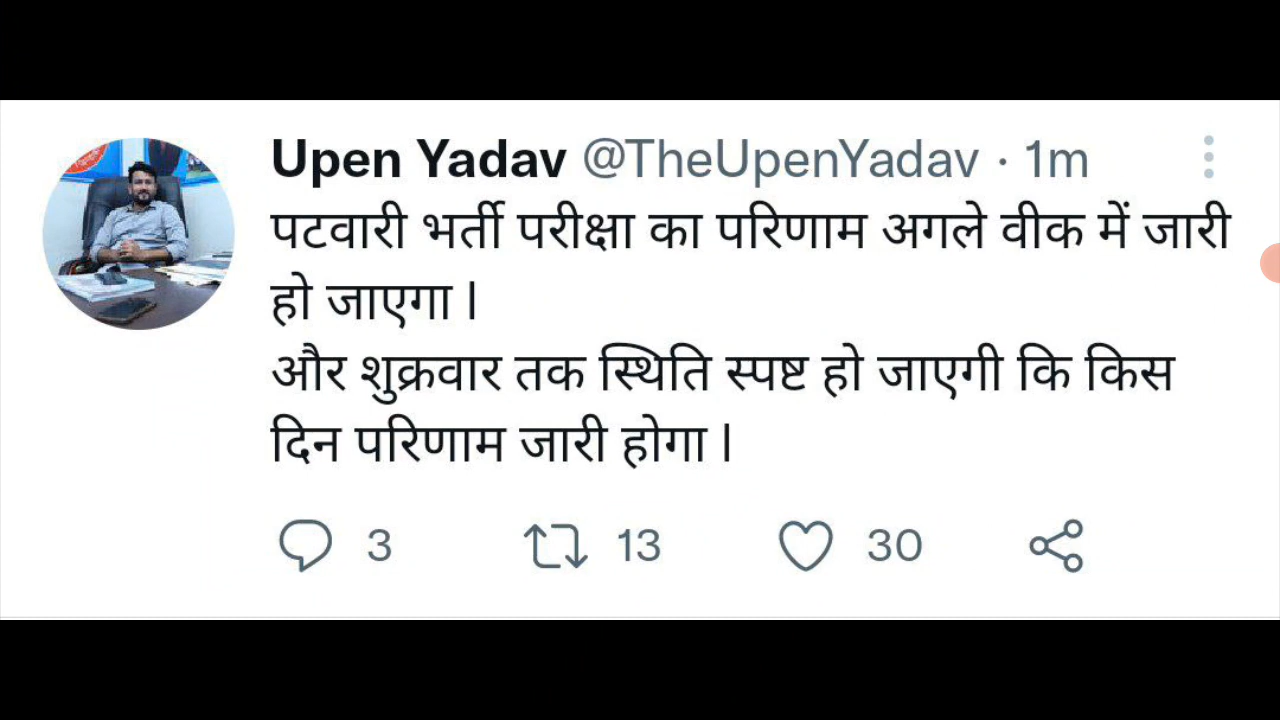 Upen Yadav @TheUpenYadav · 1m
पटवारी भर्ती परीक्षा का परिणाम अगले वीक में जारी
हो जाएगा l
और शुक्रवार तक स्थिति स्पष्ट हो जाएगी कि किस
दिन परिणाम जारी होगा l
3 13 30